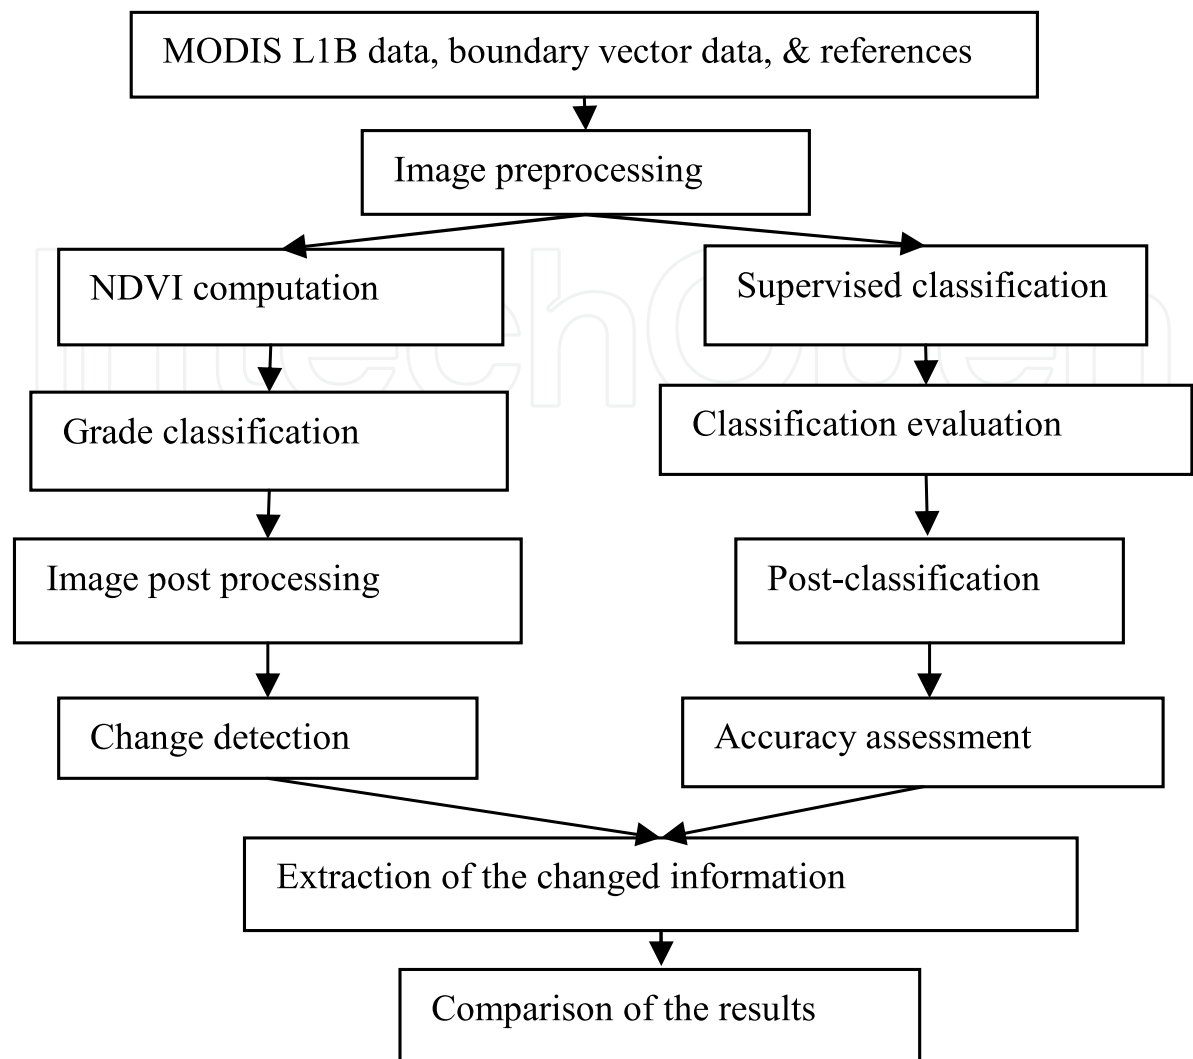 MODIS L1B data, boundary vector data, & references
Image preprocessing
NDVI computation
Supervised classification
Grade classification
Classification evaluation
Image post processing
Post-classification
Change detection
Accuracy assessment
Extraction of the changed information
Comparison of the results
IntechOpen